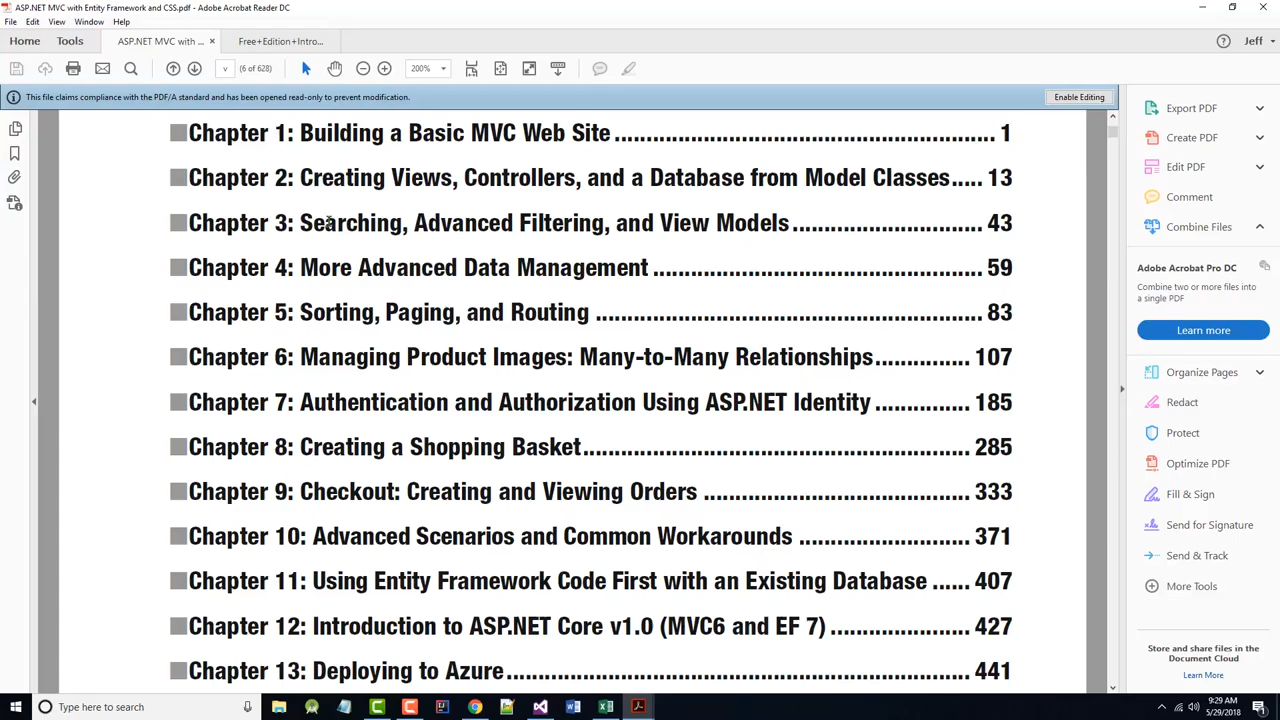 ASP.NET MVC with Entity Framework and CSS.pdf - Adobe Acrobat Reader DC
File Edit View Window Help
Home Tools ASP.NET MVC with ... × Free+Edition+Intro... Jeff
v (6 of 628) 200%
This file claims compliance with the PDF/A standard and has been opened read-only to prevent modification. Enable Editing
Chapter 1: Building a Basic MVC Web Site ........................................................ 1
Chapter 2: Creating Views, Controllers, and a Database from Model Classes..... 13
Chapter 3: Searching, Advanced Filtering, and View Models ............................. 43
Chapter 4: More Advanced Data Management .................................................. 59
Chapter 5: Sorting, Paging, and Routing .......................................................... 83
Chapter 6: Managing Product Images: Many-to-Many Relationships.............. 107
Chapter 7: Authentication and Authorization Using ASP.NET Identity .............. 185
Chapter 8: Creating a Shopping Basket.......................................................... 285
Chapter 9: Checkout: Creating and Viewing Orders ........................................ 333
Chapter 10: Advanced Scenarios and Common Workarounds ......................... 371
Chapter 11: Using Entity Framework Code First with an Existing Database ...... 407
Chapter 12: Introduction to ASP.NET Core v1.0 (MVC6 and EF 7) ..................... 427
Chapter 13: Deploying to Azure..................................................................... 441
Export PDF
Create PDF
Edit PDF
Comment
Combine Files
Adobe Acrobat Pro DC
Combine two or more files into
a single PDF
Learn more
Organize Pages
Redact
Protect
Optimize PDF
Fill & Sign
Send for Signature
Send & Track
More Tools
Store and share files in the
Document Cloud
Learn More
Type here to search
9:29 AM
5/29/2018